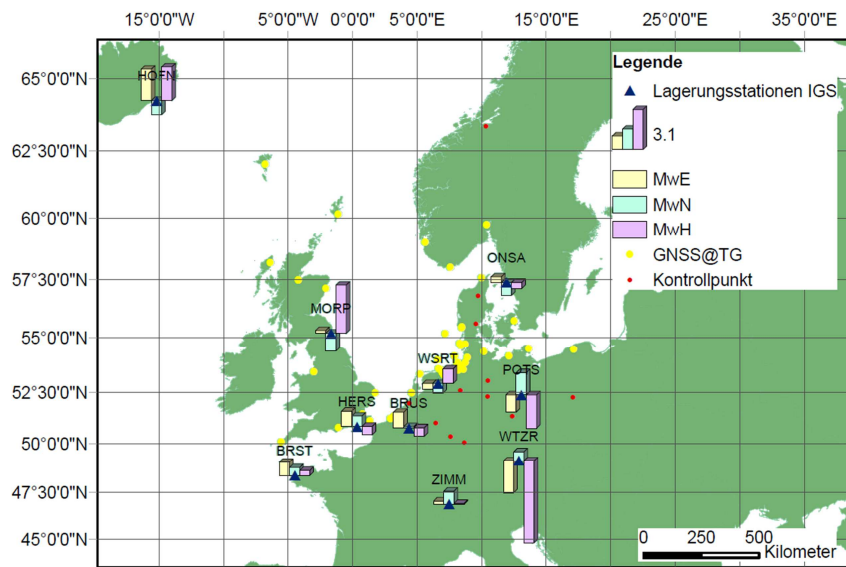 15°0'0"W 5°0'0"W 0°0'0" 5°0'0"E 15°0'0"E 25°0'0"E 35°0'0"E
65°0'0"N
62°30'0"N
60°0'0"N
57°30'0"N
55°0'0"N
52°30'0"N
50°0'0"N
47°30'0"N
45°0'0"N
HOFN
ONSA
MORP
WSRT
POTS
HERS
BRUS
WTZR
BRST
ZIMM
Legende
Lagerungsstationen IGS
3.1
MwE
MwN
MwH
GNSS@TG
Kontrollpunkt
0 250 500
Kilometer